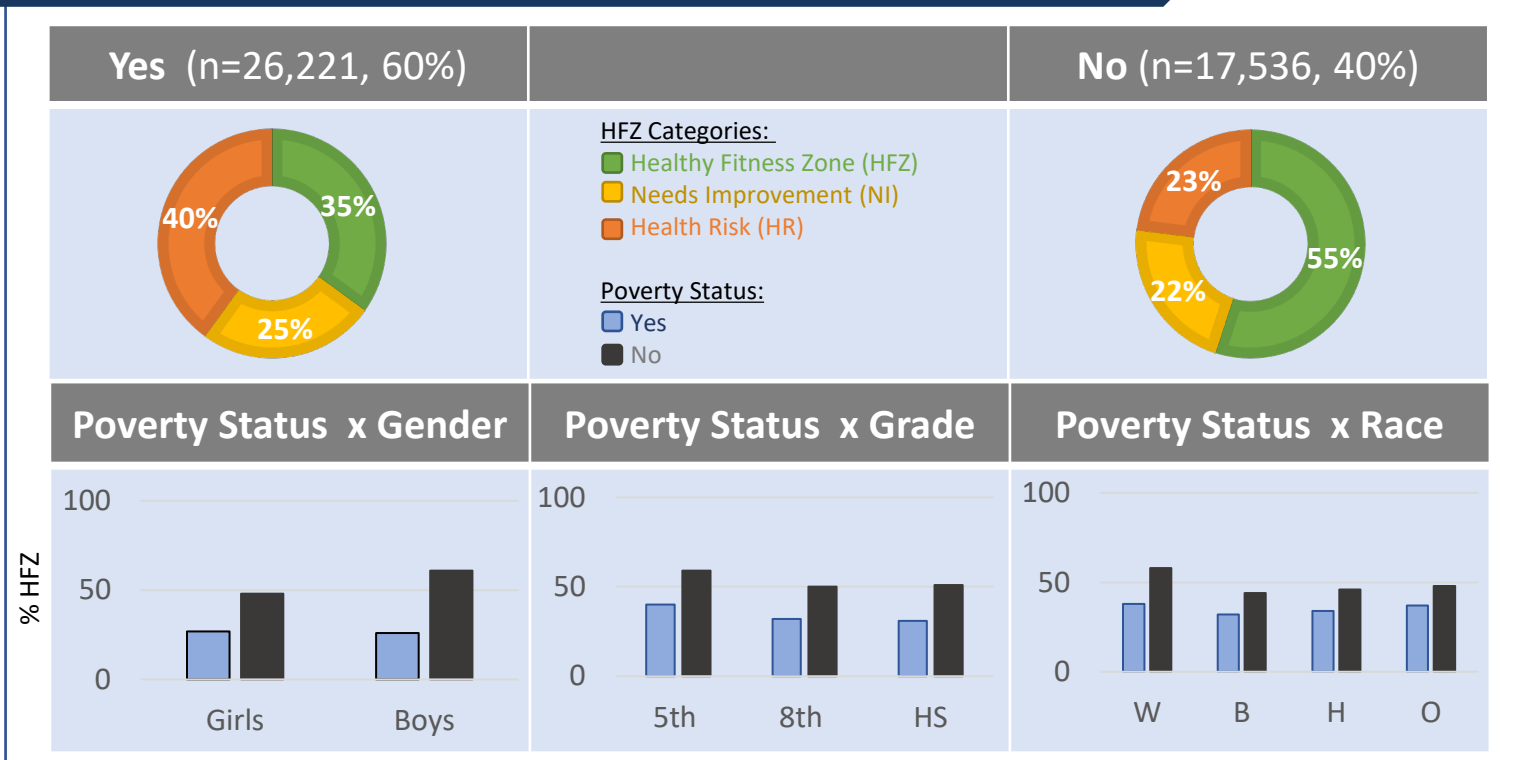 Yes (n=26,221, 60%)
No (n=17,536, 40%)
40%
35%
25%
HFZ Categories:
Healthy Fitness Zone (HFZ)
Needs Improvement (NI)
Health Risk (HR)
Poverty Status:
Yes
No
23%
55%
22%
Poverty Status x Gender
Poverty Status x Grade
Poverty Status x Race
% HFZ
100
50
0
Girls
Boys
100
50
0
5th
8th
HS
100
50
0
W
B
H
O